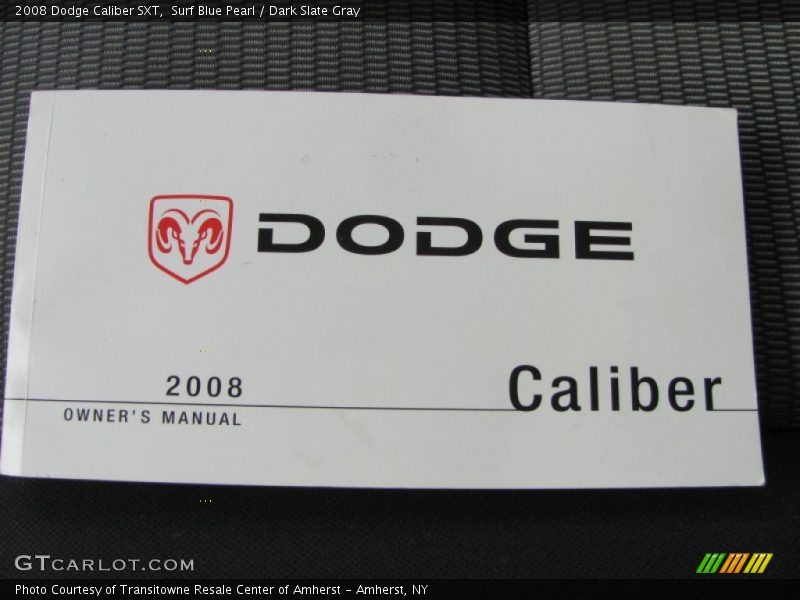 2008 Dodge Caliber SXT,  Surf Blue Pearl / Dark Slate Gray
DODGE
2008
Caliber
OWNER'S MANUAL
GTCARLOT.COM
Photo Courtesy of Transitowne Resale Center of Amherst - Amherst, NY